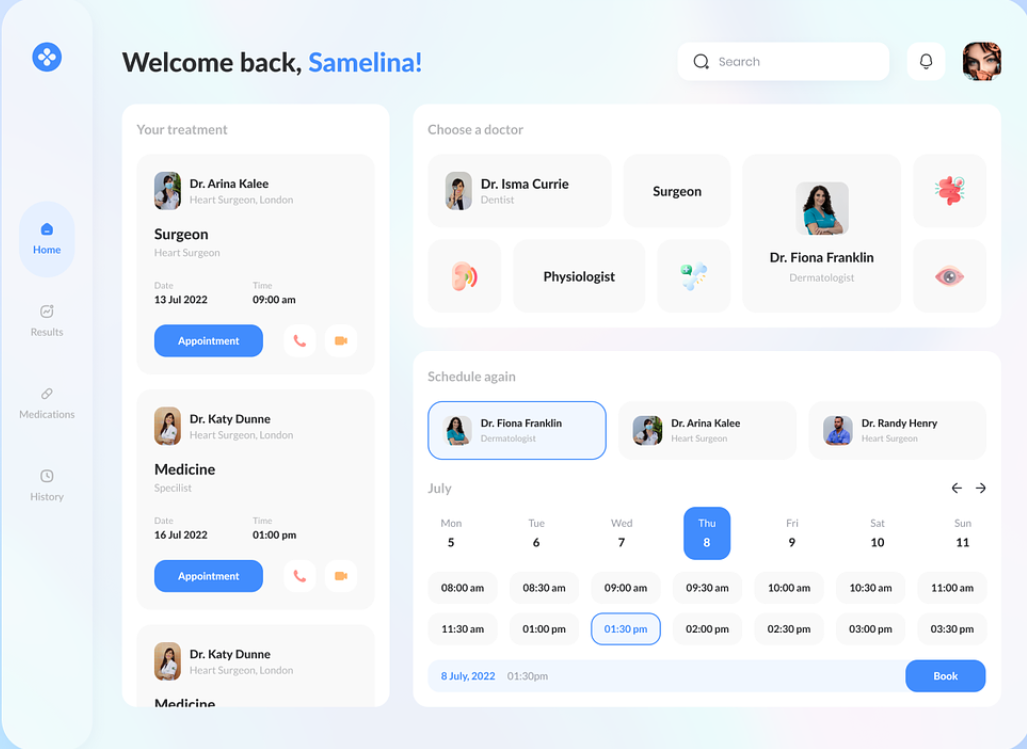 Welcome back, Samelina!
Search
Home
Results
Medications
History
Your treatment
Dr. Arina Kalee
Heart Surgeon, London
Surgeon
Heart Surgeon
Date Time
13 Jul 2022 09:00 am
Appointment
Dr. Katy Dunne
Heart Surgeon, London
Medicine
Specilist
Date Time
16 Jul 2022 01:00 pm
Appointment
Dr. Katy Dunne
Heart Surgeon, London
Medicine
Choose a doctor
Dr. Isma Currie
Dentist
Surgeon
Physiologist
Dr. Fiona Franklin
Dermatologist
Schedule again
Dr. Fiona Franklin
Dermatologist
Dr. Arina Kalee
Heart Surgeon
Dr. Randy Henry
Heart Surgeon
July
Mon Tue Wed Thu Fri Sat Sun
5 6 7 8 9 10 11
08:00 am 08:30 am 09:00 am 09:30 am 10:00 am 10:30 am 11:00 am
11:30 am 01:00 pm 01:30 pm 02:00 pm 02:30 pm 03:00 pm 03:30 pm
8 July, 2022 01:30pm Book